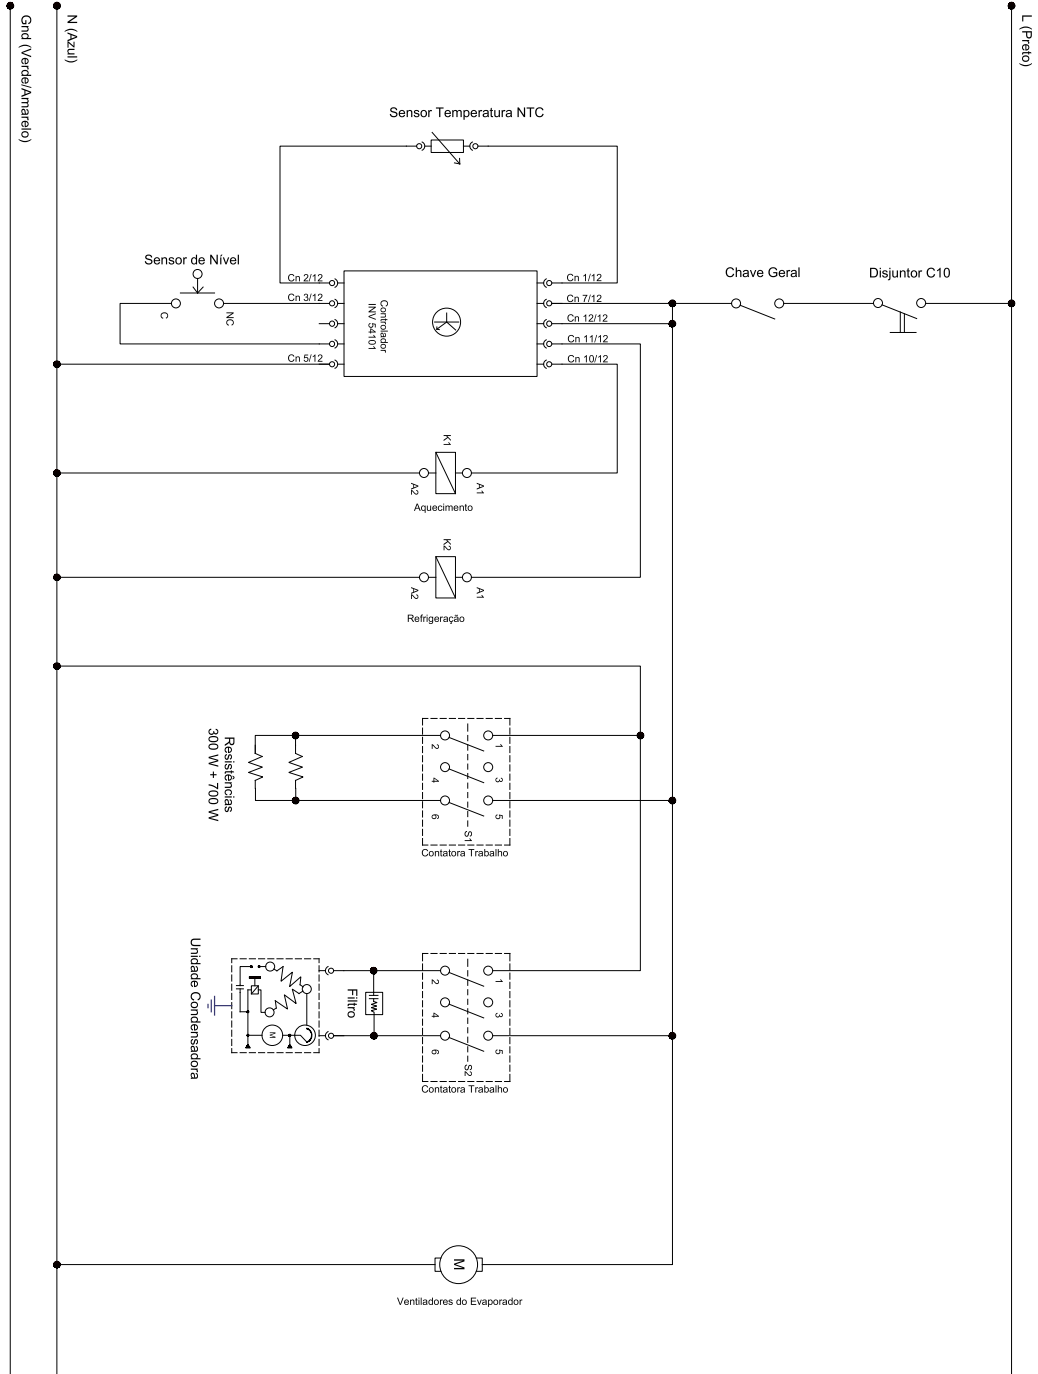 Gnd (Verde/Amarelo)
N (Azul)
L (Preto)
Sensor Temperatura NTC
Sensor de Nível
C
NC
Cn 2/12
Cn 3/12
Cn 5/12
Controlador
INV 54101
Cn 1/12
Cn 7/12
Cn 12/12
Cn 11/12
Cn 10/12
Chave Geral
Disjuntor C10
K1
A2
A1
Aquecimento
K2
A2
A1
Refrigeração
Resistências
300 W + 700 W
2
1
4
3
6
5
S1
Contatora Trabalho
Unidade Condensadora
M
Filtro
2
1
4
3
6
5
S2
Contatora Trabalho
M
Ventiladores do Evaporador